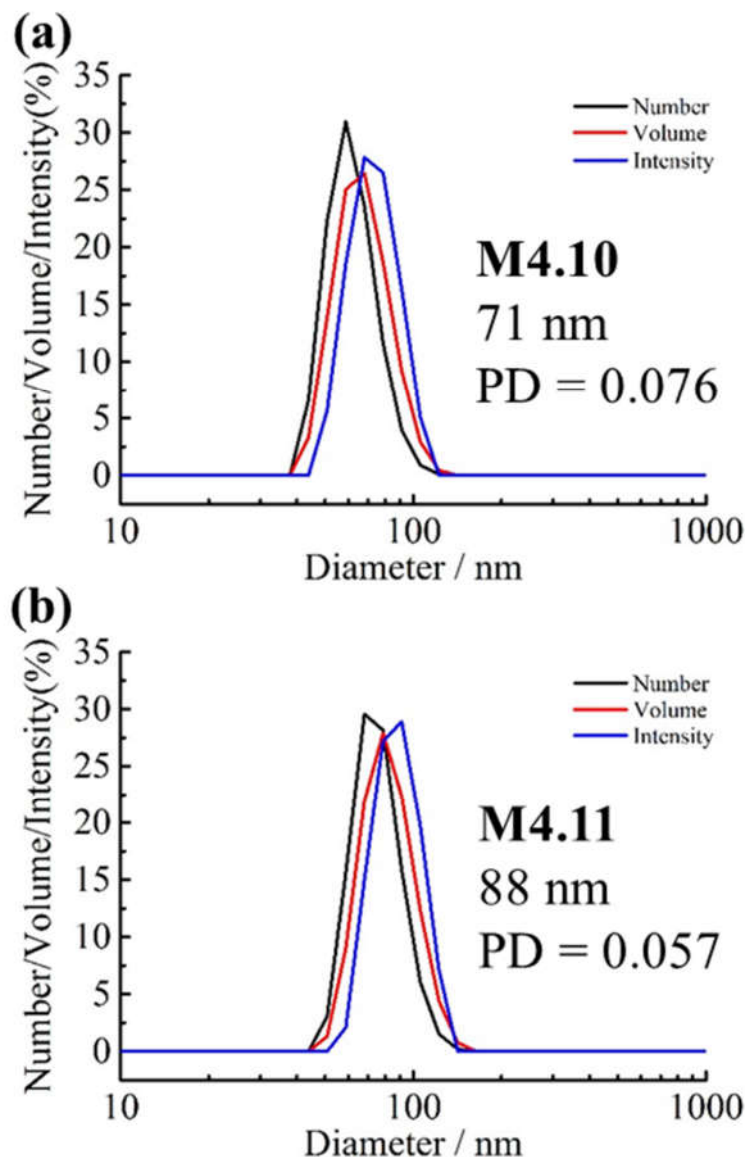 (a)
Number/Volume/Intensity(%)
35
30
25
20
15
10
5
0
Number
Volume
Intensity
M4.10
71 nm
PD = 0.076
10
100
1000
Diameter / nm
(b)
Number/Volume/Intensity(%)
35
30
25
20
15
10
5
0
Number
Volume
Intensity
M4.11
88 nm
PD = 0.057
10
100
1000
Diameter / nm